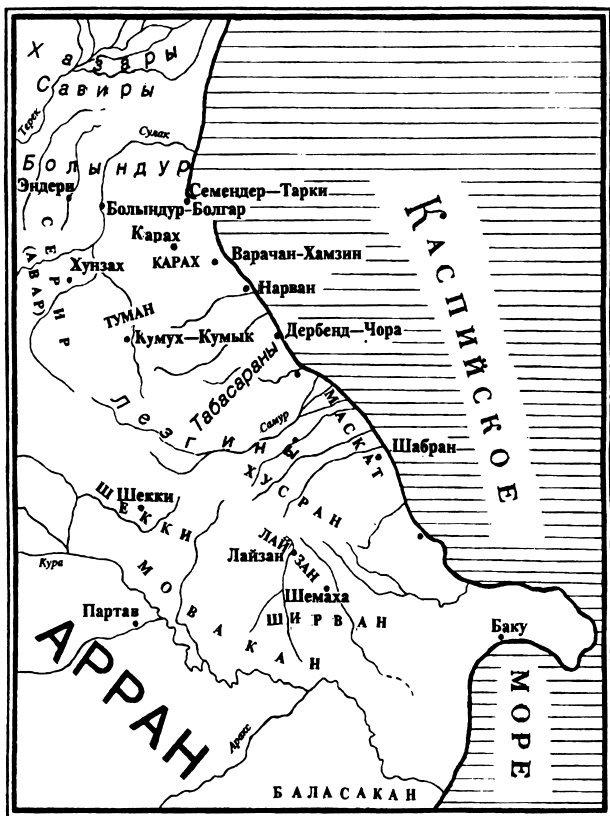 Хазары
Савиры
Терек
Сулак
Болындур
Эндери
Семендер—Тарки
Болындур-Болгар
СЕРИР
(АВАР)
Карах
КАРАХ
Варачан-Хамзин
Хунзах
Нарван
ТУМАН
Кумух—Кумык
Дербенд—Чора
Табасараны
Лезгины
Самур
МАСКАТ
Шабран
ХУСРАН
ШЕККИ
Шекки
ЛАЙЗАН
Лайзан
Кура
МОВАКАН
Шемаха
Партав
ШИРВАН
Баку
АРРАН
Аракс
БАЛАСАКАН
КАСПИЙСКОЕ
МОРЕ